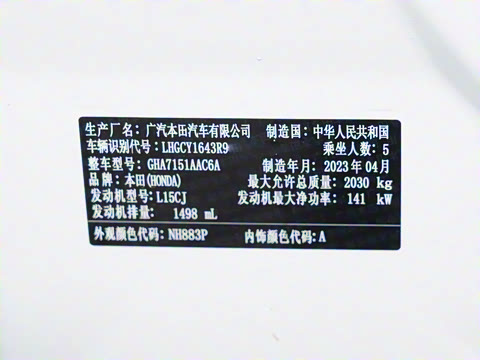 生产厂名：广汽本田汽车有限公司 制造国：中华人民共和国
车辆识别代号：LHGCY1643R9 乘坐人数：5
整车型号：GHA7151AAC6A 制造年月：2023年04月
品牌：本田(HONDA) 最大允许总质量：2030 kg
发动机型号：L15CJ 发动机最大净功率：141 kW
发动机排量：1498 mL
外观颜色代码：NH883P 内饰颜色代码：A